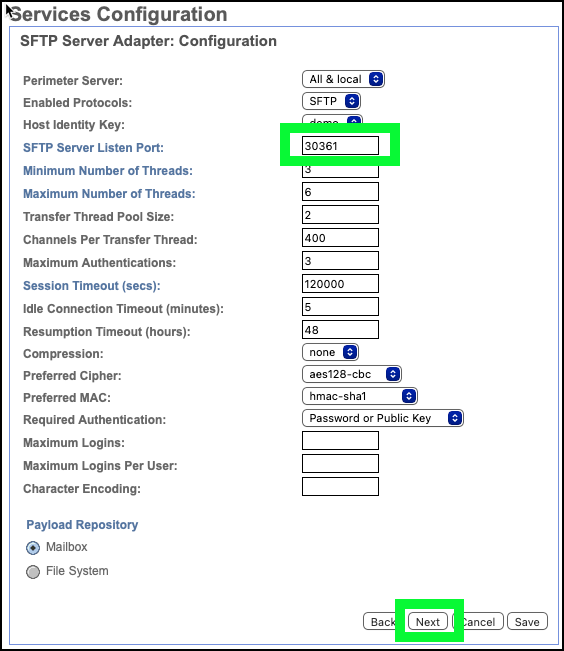 Services Configuration
SFTP Server Adapter: Configuration
Perimeter Server: All & local
Enabled Protocols: SFTP
Host Identity Key: demo
SFTP Server Listen Port: 30361
Minimum Number of Threads: 3
Maximum Number of Threads: 6
Transfer Thread Pool Size: 2
Channels Per Transfer Thread: 400
Maximum Authentications: 3
Session Timeout (secs): 120000
Idle Connection Timeout (minutes): 5
Resumption Timeout (hours): 48
Compression: none
Preferred Cipher: aes128-cbc
Preferred MAC: hmac-sha1
Required Authentication: Password or Public Key
Maximum Logins:
Maximum Logins Per User:
Character Encoding:
Payload Repository
Mailbox
File System
Back Next Cancel Save